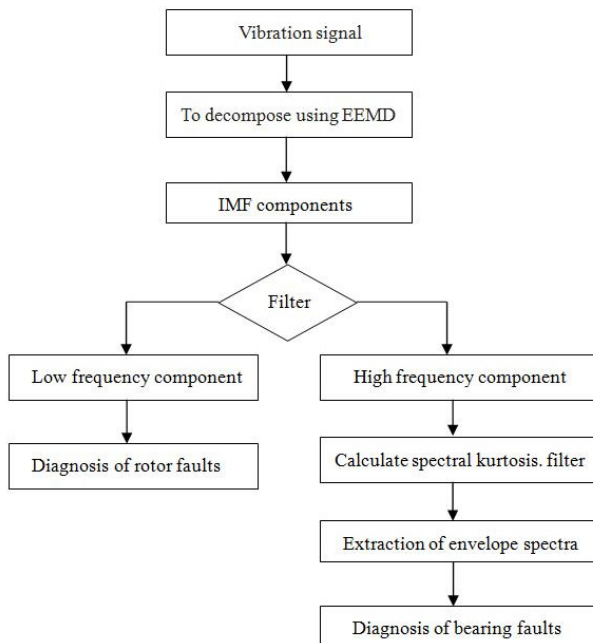 Vibration signal
To decompose using EEMD
IMF components
Filter
Low frequency component
High frequency component
Diagnosis of rotor faults
Calculate spectral kurtosis. filter
Extraction of envelope spectra
Diagnosis of bearing faults